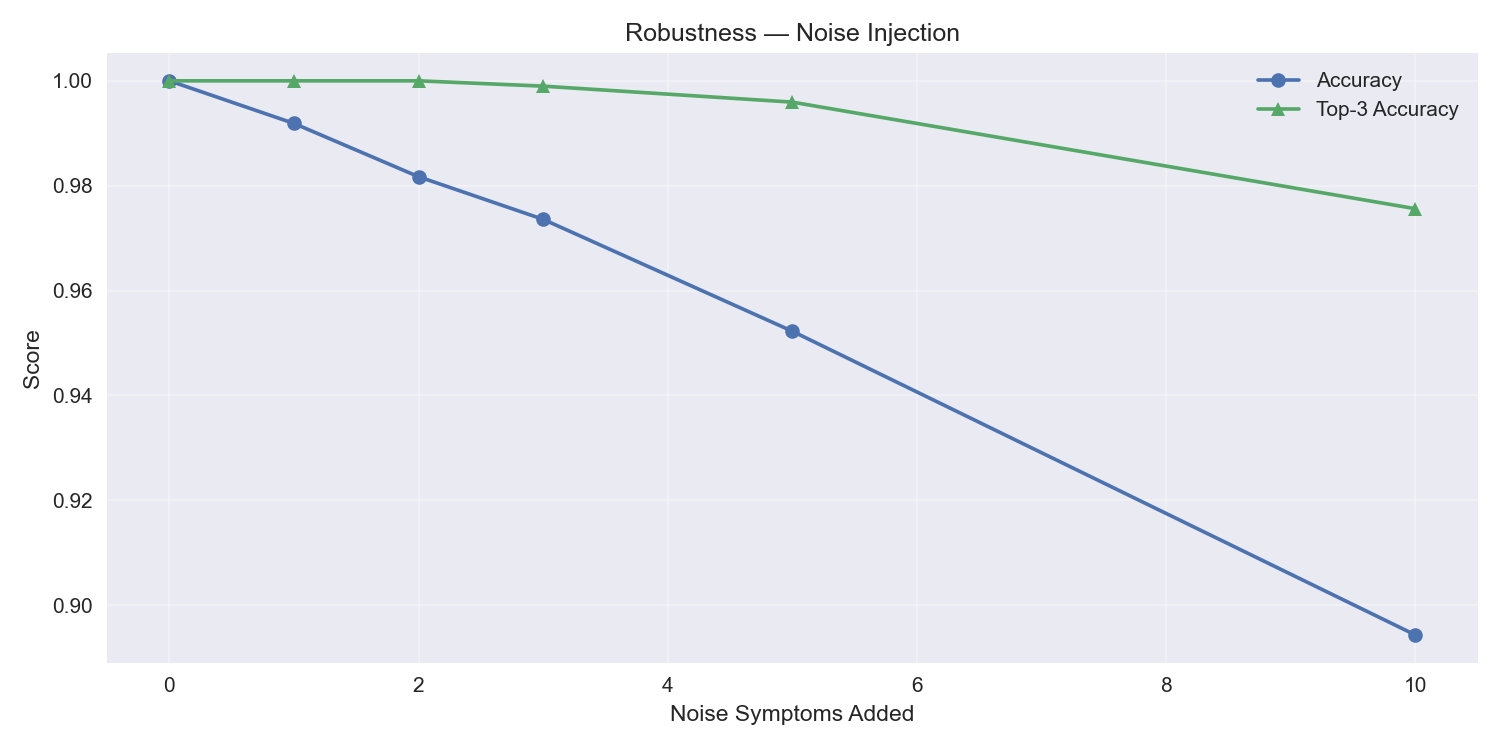 Robustness — Noise Injection
Accuracy
Top-3 Accuracy
1.00
0.98
0.96
0.94
0.92
0.90
Score
0 2 4 6 8 10
Noise Symptoms Added